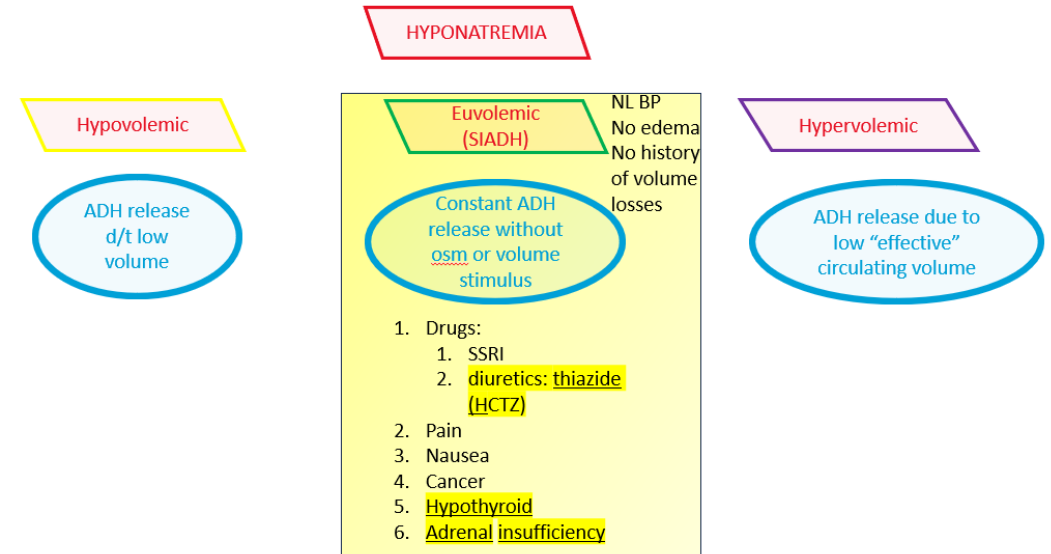 HYPONATREMIA
Hypovolemic
ADH release
d/t low
volume
Euvolemic
(SIADH)
NL BP
No edema
No history
of volume
losses
Constant ADH
release without
osm or volume
stimulus
1. Drugs:
1. SSRI
2. diuretics: thiazide
(HCTZ)
2. Pain
3. Nausea
4. Cancer
5. Hypothyroid
6. Adrenal insufficiency
Hypervolemic
ADH release due to
low “effective”
circulating volume